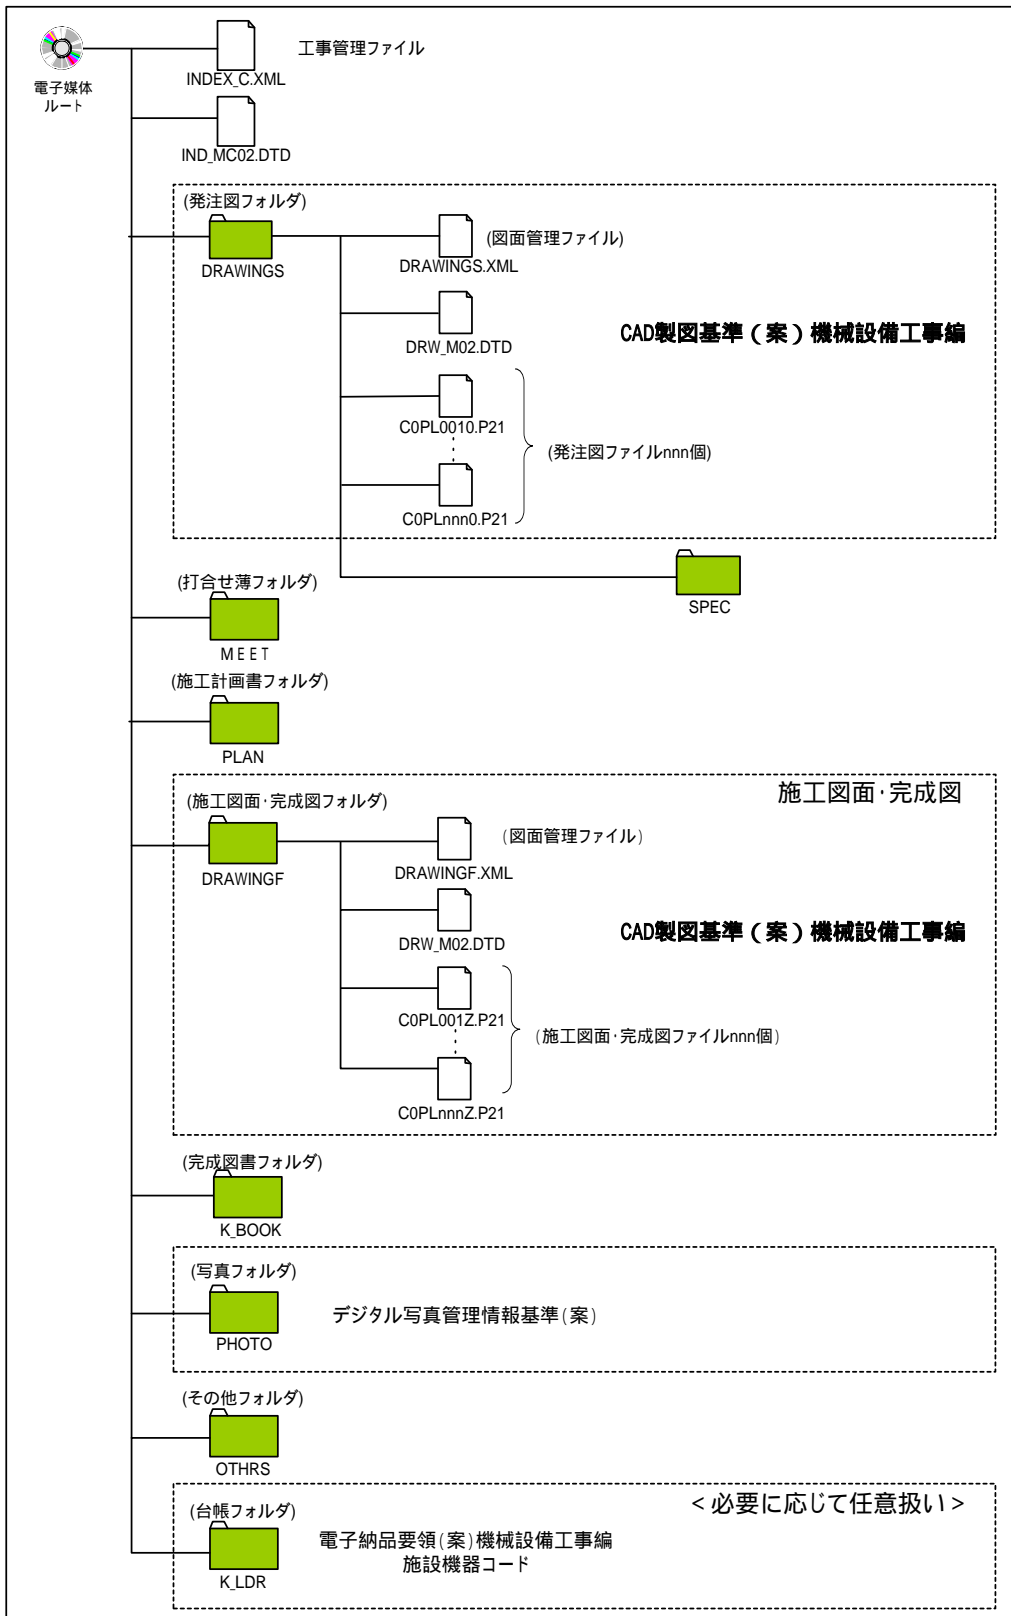 電子媒体
ルート
工事管理ファイル
INDEX_C.XML
IND_MC02.DTD
(発注図フォルダ)
DRAWINGS
(図面管理ファイル)
DRAWINGS.XML
DRW_M02.DTD
CAD製図基準（案）機械設備工事編
C0PL0010.P21
(発注図ファイルnnn個)
C0PLnnn0.P21
SPEC
(打合せ薄フォルダ)
MEET
(施工計画書フォルダ)
PLAN
施工図面･完成図
(施工図面･完成図フォルダ)
DRAWINGF
(図面管理ファイル)
DRAWINGF.XML
DRW_M02.DTD
CAD製図基準（案）機械設備工事編
C0PL001Z.P21
(施工図面･完成図ファイルnnn個)
C0PLnnnZ.P21
(完成図書フォルダ)
K_BOOK
(写真フォルダ)
デジタル写真管理情報基準(案)
PHOTO
(その他フォルダ)
OTHRS
<必要に応じて任意扱い>
(台帳フォルダ)
電子納品要領(案)機械設備工事編
施設機器コード
K_LDR